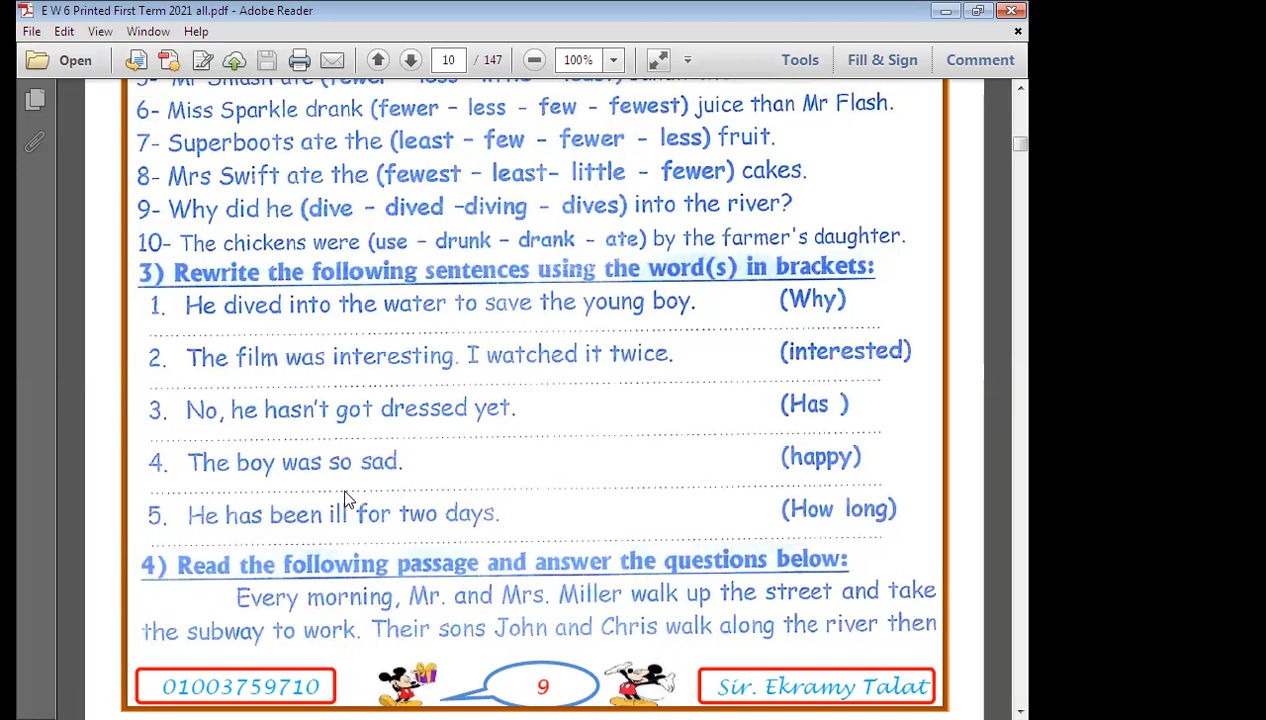 E W 6 Printed First Term 2021 all.pdf - Adobe Reader
File Edit View Window Help
Open 10 / 147 100% Tools Fill & Sign Comment
6- Miss Sparkle drank (fewer - less - few - fewest) juice than Mr Flash.
7- Superboots ate the (least - few - fewer - less) fruit.
8- Mrs Swift ate the (fewest - least- little - fewer) cakes.
9- Why did he (dive - dived -diving - dives) into the river?
10- The chickens were (use - drunk - drank - ate) by the farmer's daughter.
3) Rewrite the following sentences using the word(s) in brackets:
1. He dived into the water to save the young boy. (Why)
2. The film was interesting. I watched it twice. (interested)
3. No, he hasn't got dressed yet. (Has )
4. The boy was so sad. (happy)
5. He has been ill for two days. (How long)
4) Read the following passage and answer the questions below:
Every morning, Mr. and Mrs. Miller walk up the street and take
the subway to work. Their sons John and Chris walk along the river then
01003759710 9 Sir. Ekramy Talat